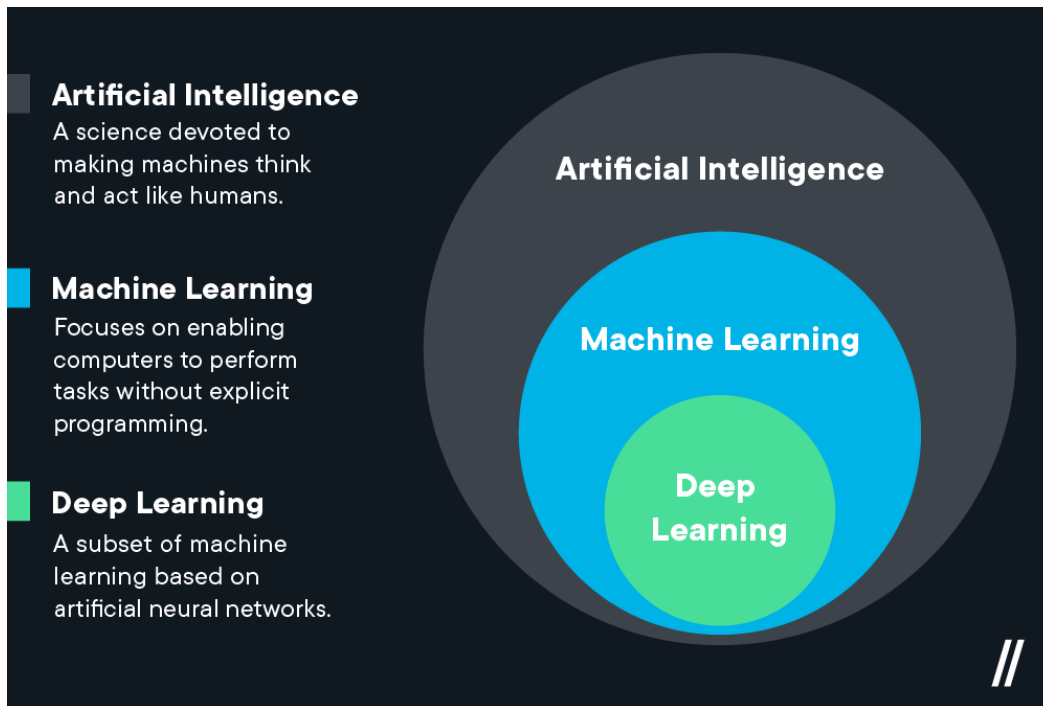 Artificial Intelligence
A science devoted to
making machines think
and act like humans.
Machine Learning
Focuses on enabling
computers to perform
tasks without explicit
programming.
Deep Learning
A subset of machine
learning based on
artificial neural networks.
Artificial Intelligence
Machine Learning
Deep
Learning
//